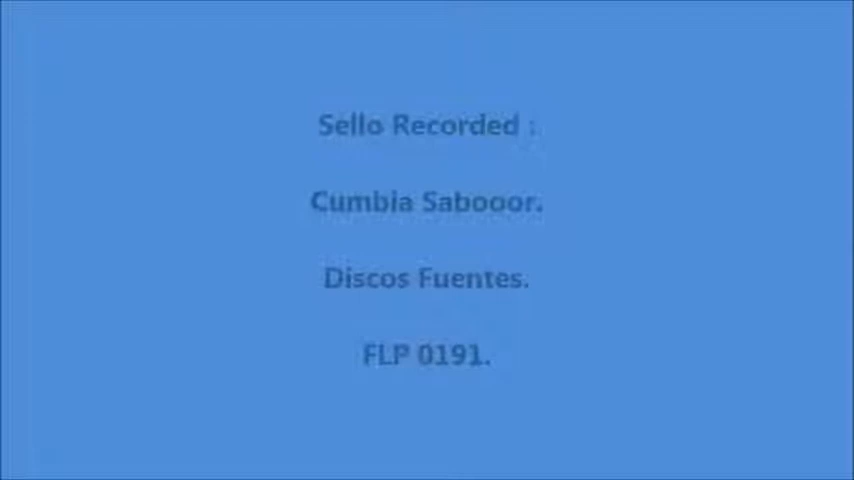 Sello Recorded :
Cumbia Sabooor.
Discos Fuentes.
FLP 0191.